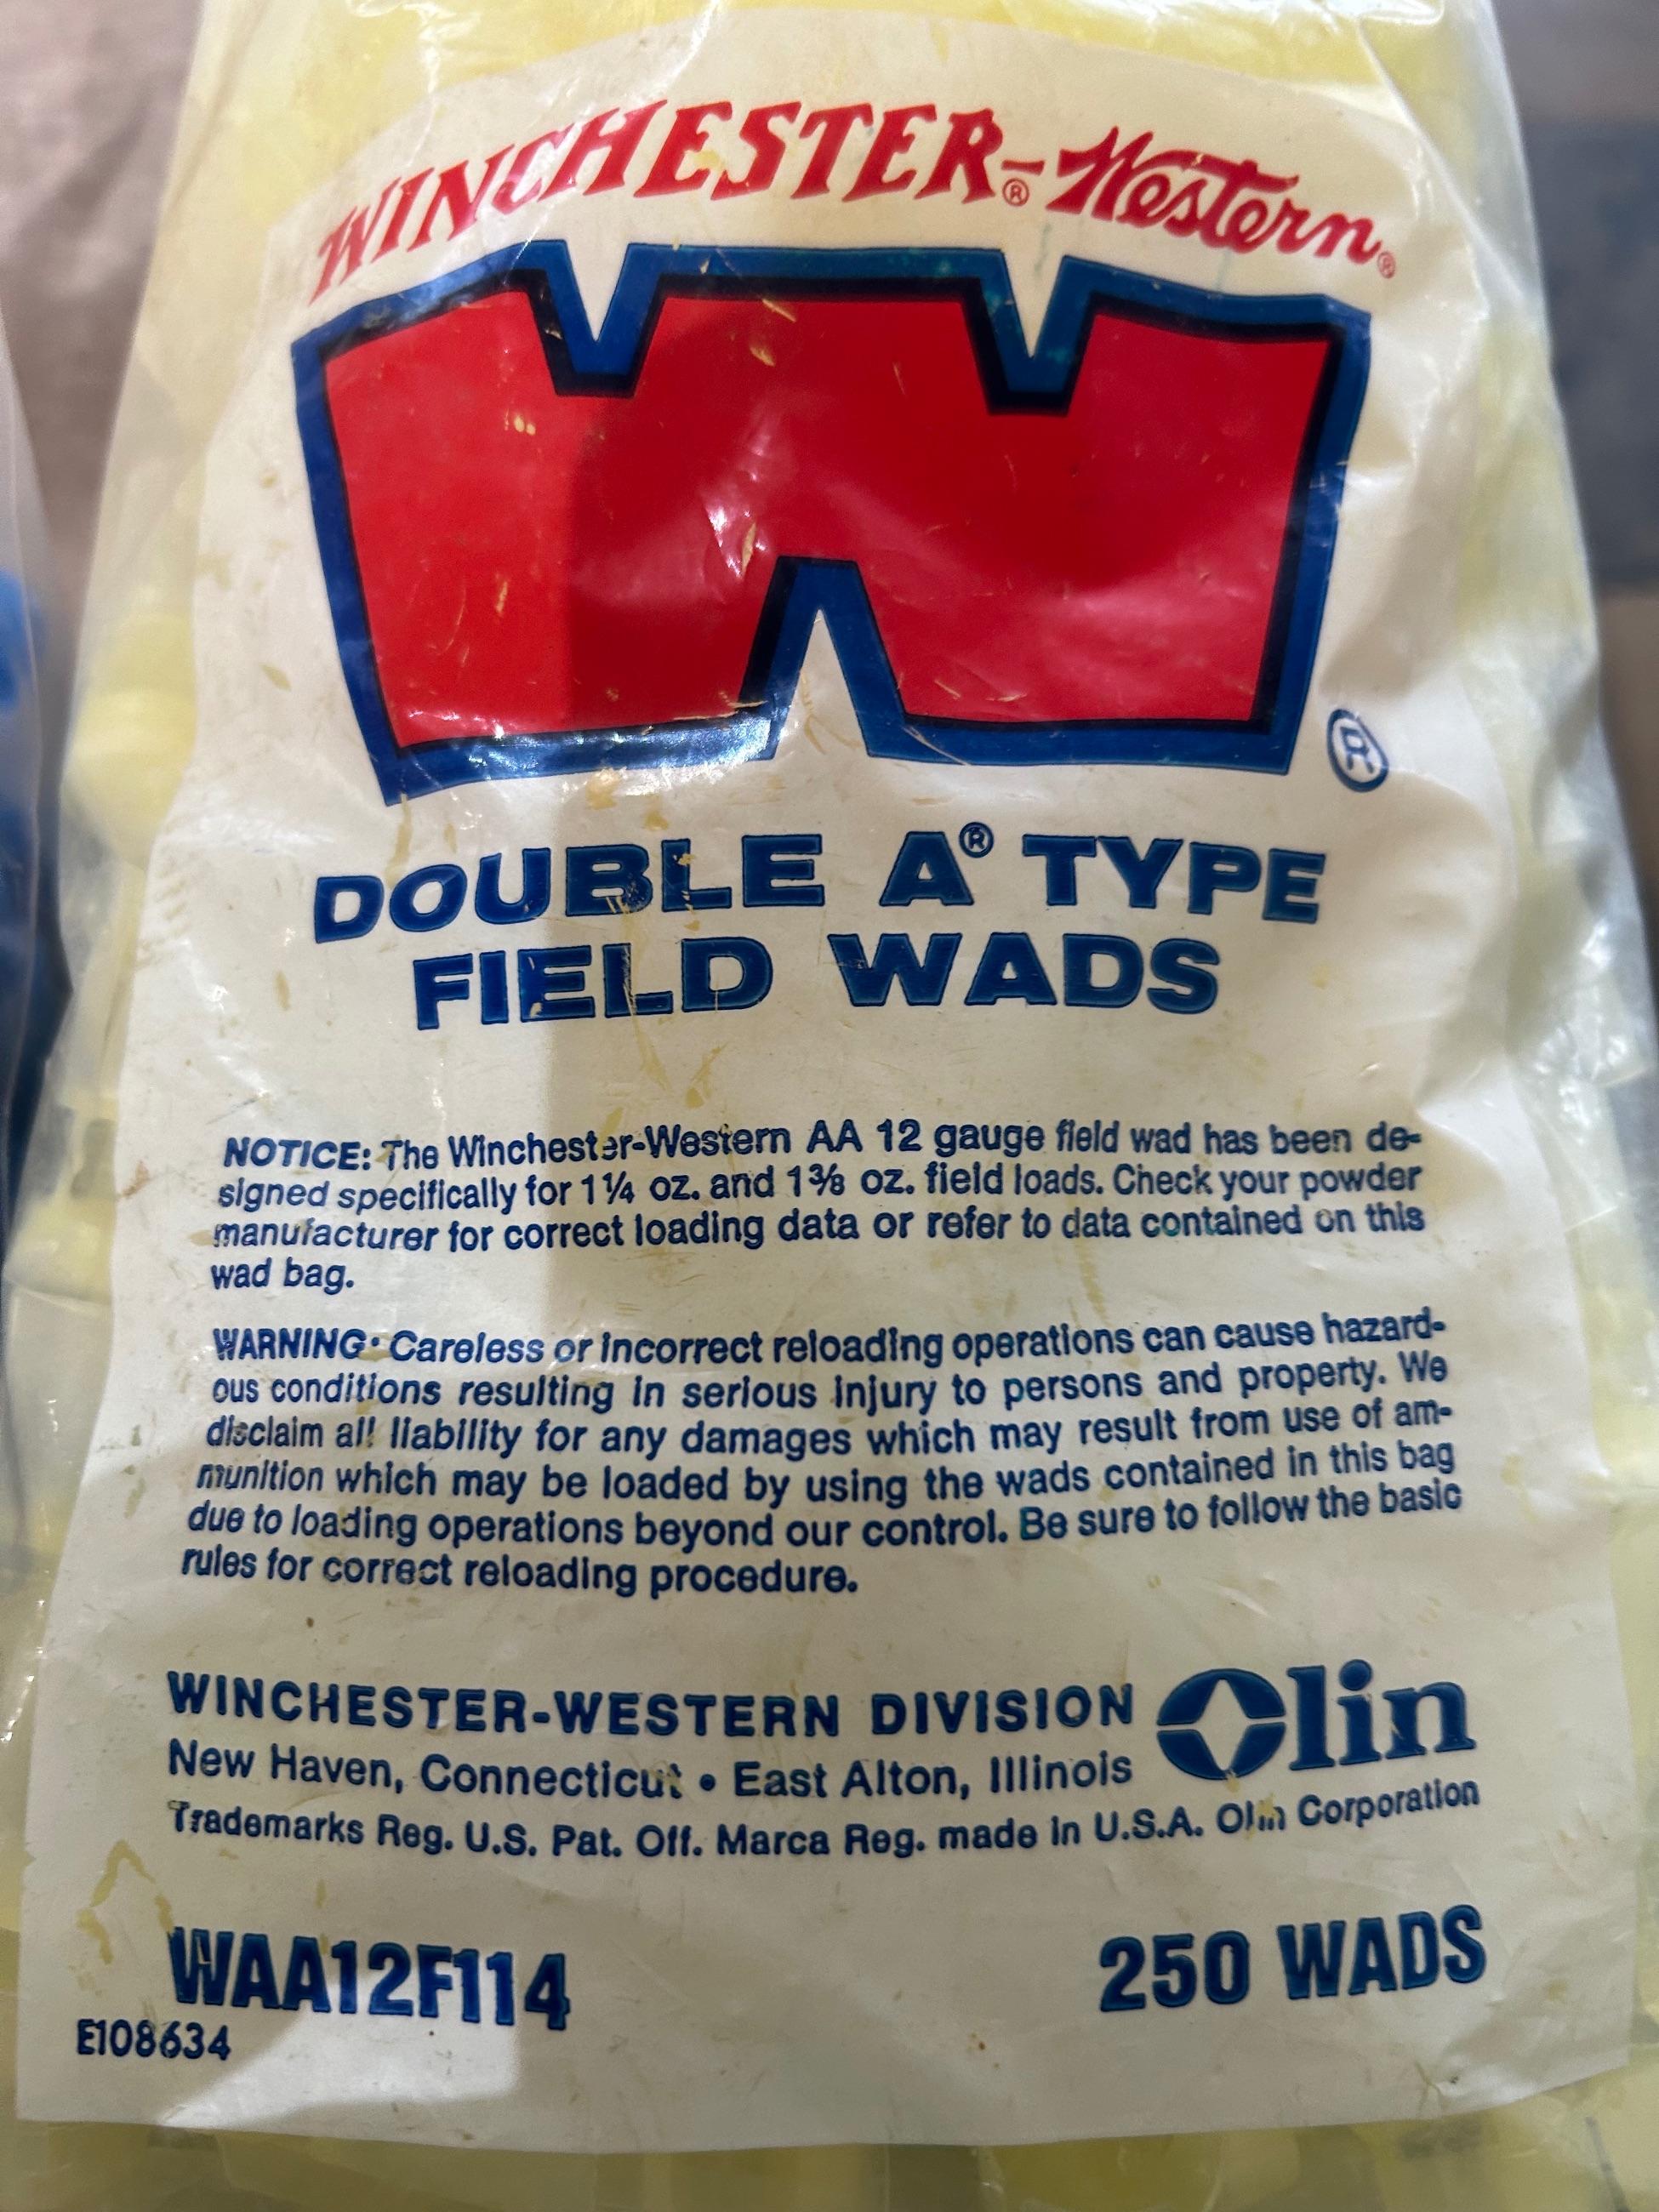 WINCHESTER®-Western®
W®
DOUBLE A® TYPE
FIELD WADS
NOTICE: The Winchester-Western AA 12 gauge field wad has been de-
signed specifically for 1¼ oz. and 1⅜ oz. field loads. Check your powder
manufacturer for correct loading data or refer to data contained on this
wad bag.
WARNING: Careless or incorrect reloading operations can cause hazard-
ous conditions resulting in serious injury to persons and property. We
disclaim all liability for any damages which may result from use of am-
munition which may be loaded by using the wads contained in this bag
due to loading operations beyond our control. Be sure to follow the basic
rules for correct reloading procedure.
WINCHESTER-WESTERN DIVISION Olin
New Haven, Connecticut • East Alton, Illinois
Trademarks Reg. U.S. Pat. Off. Marca Reg. made in U.S.A. Olin Corporation
WAA12F114 250 WADS
E108634